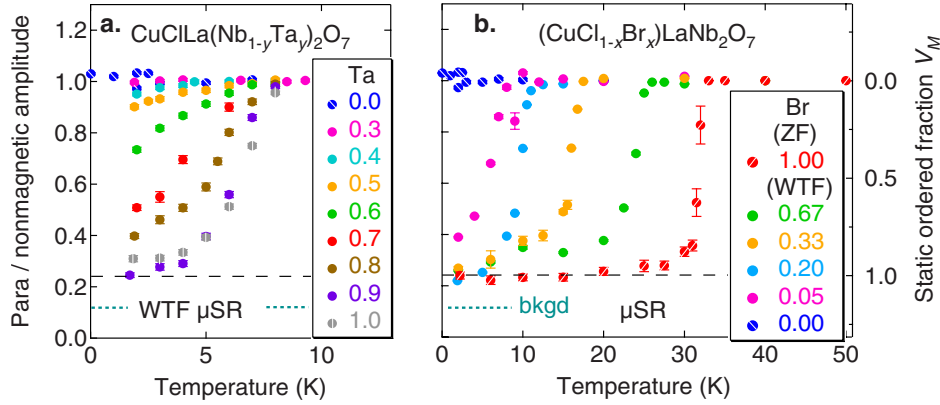 a.
CuClLa(Nb1-yTay)2O7
Para / nonmagnetic amplitude
1.2
1.0
0.8
0.6
0.4
0.2
0.0
Ta
0.0
0.3
0.4
0.5
0.6
0.7
0.8
0.9
1.0
WTF μSR
0
5
10
Temperature (K)
b.
(CuCl1-xBrx)LaNb2O7
Br
(ZF)
1.00
(WTF)
0.67
0.33
0.20
0.05
0.00
bkgd
μSR
0
10
20
30
40
50
Temperature (K)
0.0
0.5
1.0
Static ordered fraction VM